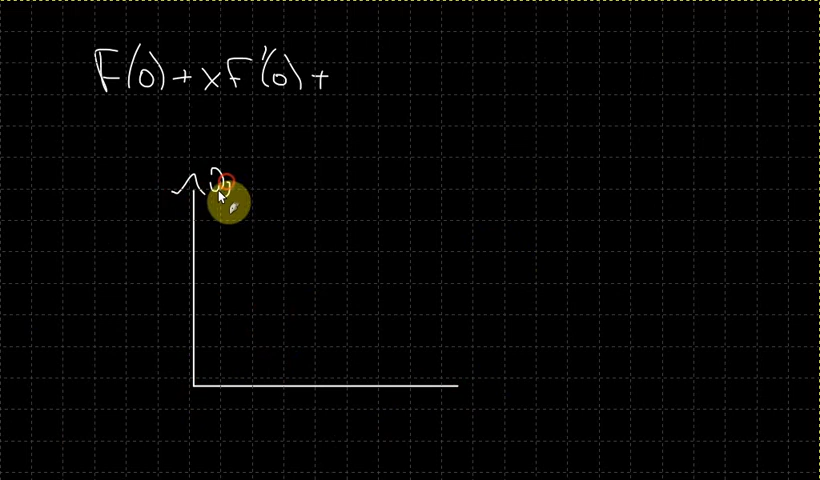 F(0) + xF'(0) +